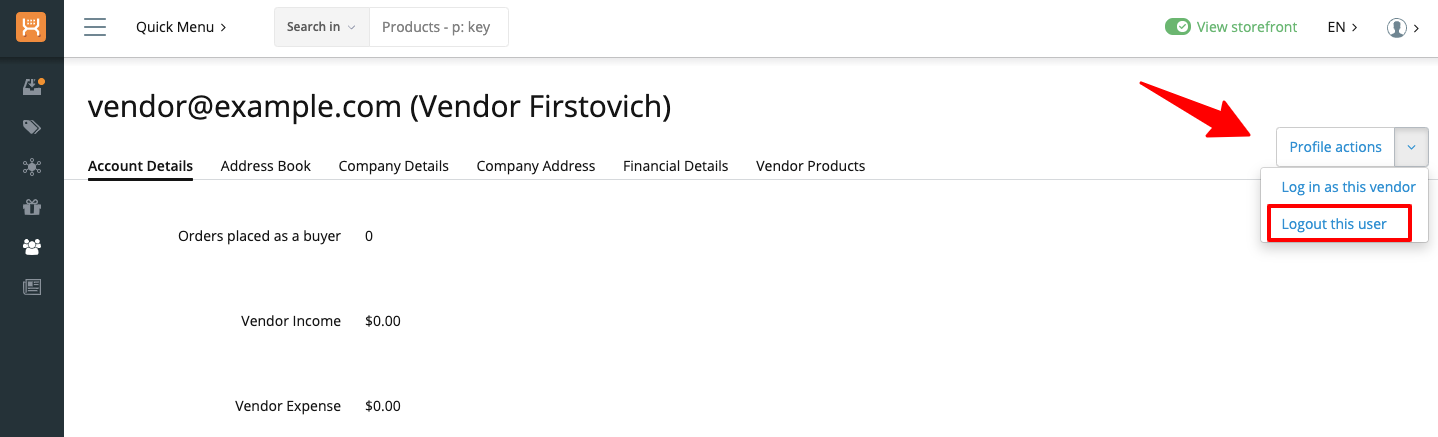 Quick Menu
Search in
Products - p: key
View storefront
EN
vendor@example.com (Vendor Firstovich)
Profile actions
Account Details Address Book Company Details Company Address Financial Details Vendor Products
Log in as this vendor
Logout this user
Orders placed as a buyer 0
Vendor Income $0.00
Vendor Expense $0.00